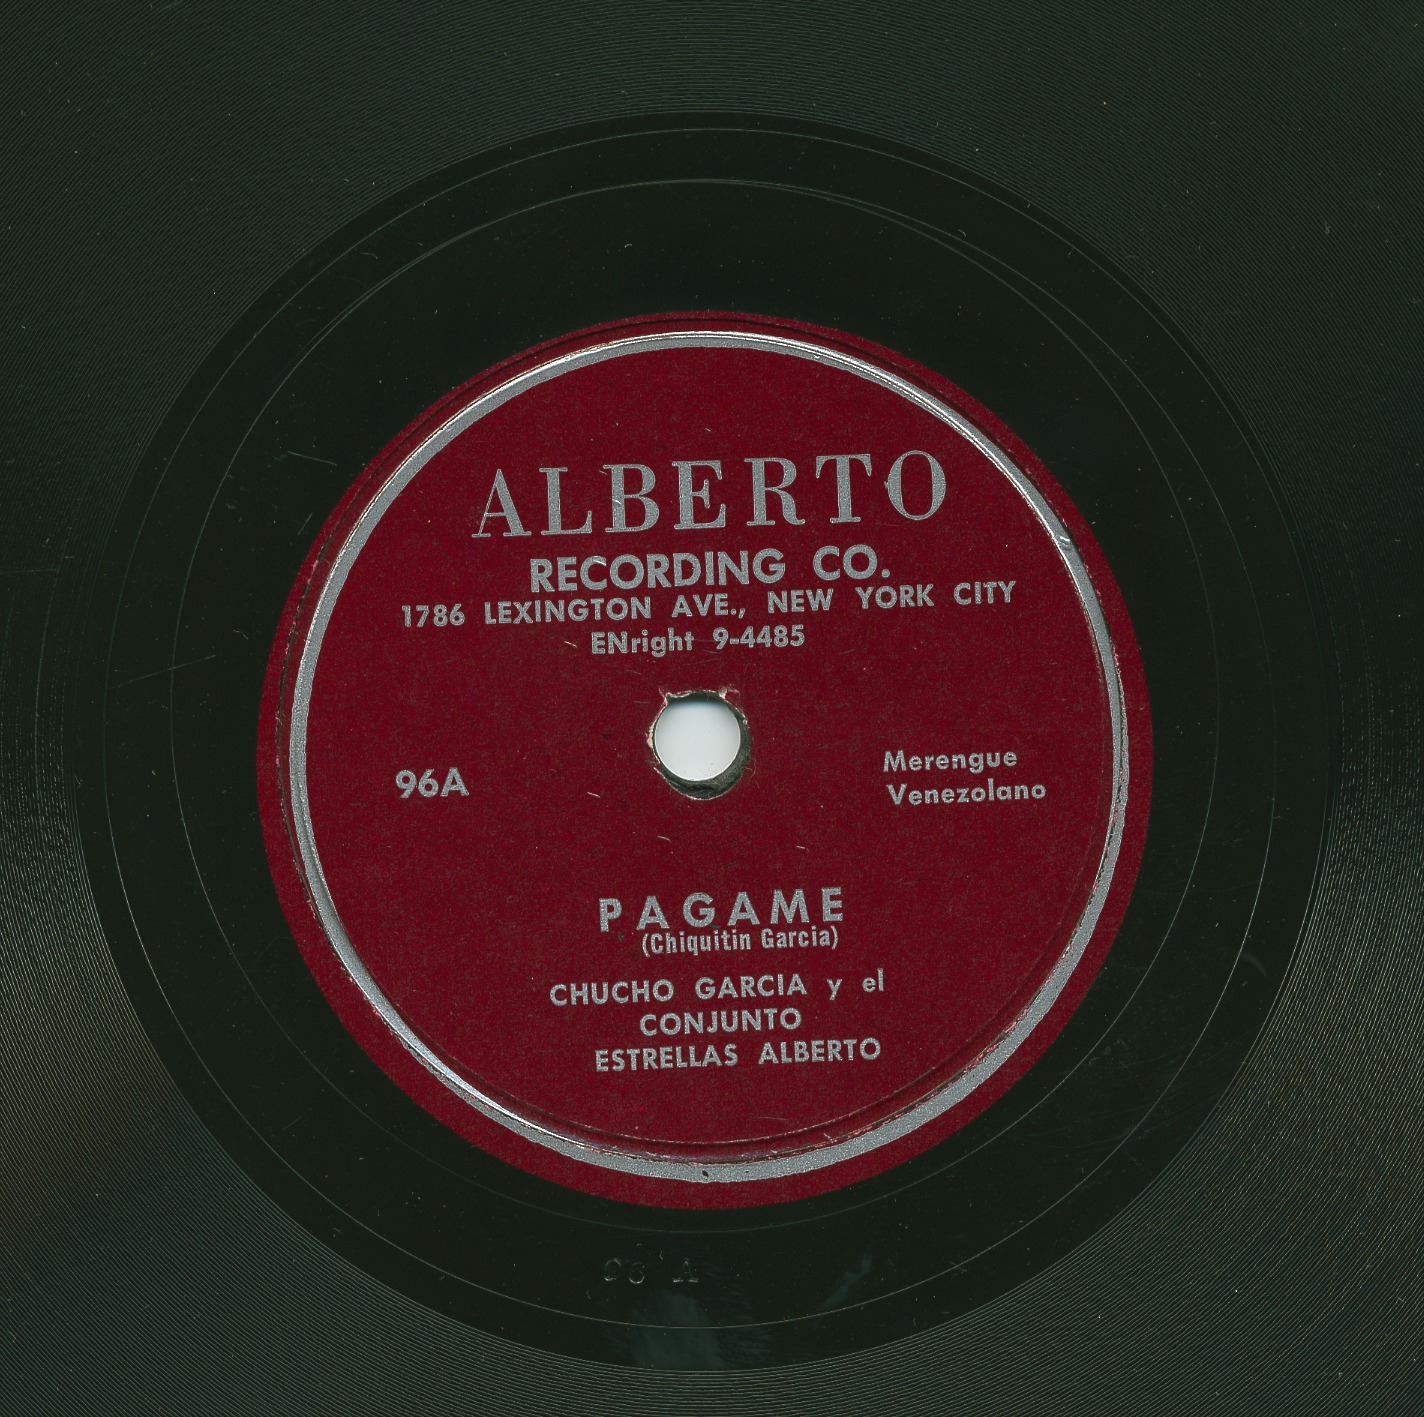 ALBERTO
RECORDING CO.
1786 LEXINGTON AVE., NEW YORK CITY
ENright 9-4485
96A
Merengue
Venezolano
PAGAME
(Chiquitin Garcia)
CHUCHO GARCIA y el
CONJUNTO
ESTRELLAS ALBERTO
96 A